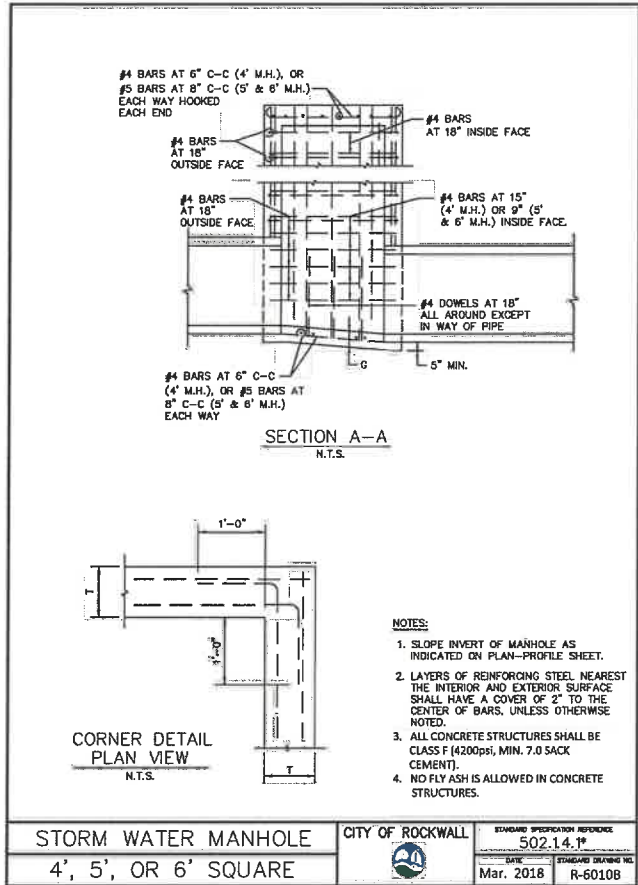 #4 BARS AT 6" C-C (4' M.H.), OR
#5 BARS AT 8" C-C (5' & 6' M.H.)
EACH WAY HOOKED
EACH END
#4 BARS
AT 18" INSIDE FACE
#4 BARS
AT 18"
OUTSIDE FACE
#4 BARS
AT 18"
OUTSIDE FACE
#4 BARS AT 15"
(4' M.H.) OR 9" (5'
& 6' M.H.) INSIDE FACE.
#4 DOWELS AT 18"
ALL AROUND EXCEPT
IN WAY OF PIPE
#4 BARS AT 6" C-C
(4' M.H.), OR #5 BARS AT
8" C-C (5' & 6' M.H.)
EACH WAY
G
5" MIN.
SECTION A-A
N.T.S.
1'-0"
T
1'-0"
T
CORNER DETAIL
PLAN VIEW
N.T.S.
NOTES:
1. SLOPE INVERT OF MANHOLE AS
INDICATED ON PLAN-PROFILE SHEET.
2. LAYERS OF REINFORCING STEEL NEAREST
THE INTERIOR AND EXTERIOR SURFACE
SHALL HAVE A COVER OF 2" TO THE
CENTER OF BARS, UNLESS OTHERWISE
NOTED.
3. ALL CONCRETE STRUCTURES SHALL BE
CLASS F (4200psi, MIN. 7.0 SACK
CEMENT).
4. NO FLY ASH IS ALLOWED IN CONCRETE
STRUCTURES.
STORM WATER MANHOLE
4', 5', OR 6' SQUARE
CITY OF ROCKWALL
STANDARD SPECIFICATION REFERENCE
502.1.4.1*
DATE
Mar. 2018
STANDARD DRAWING NO.
R-6010B